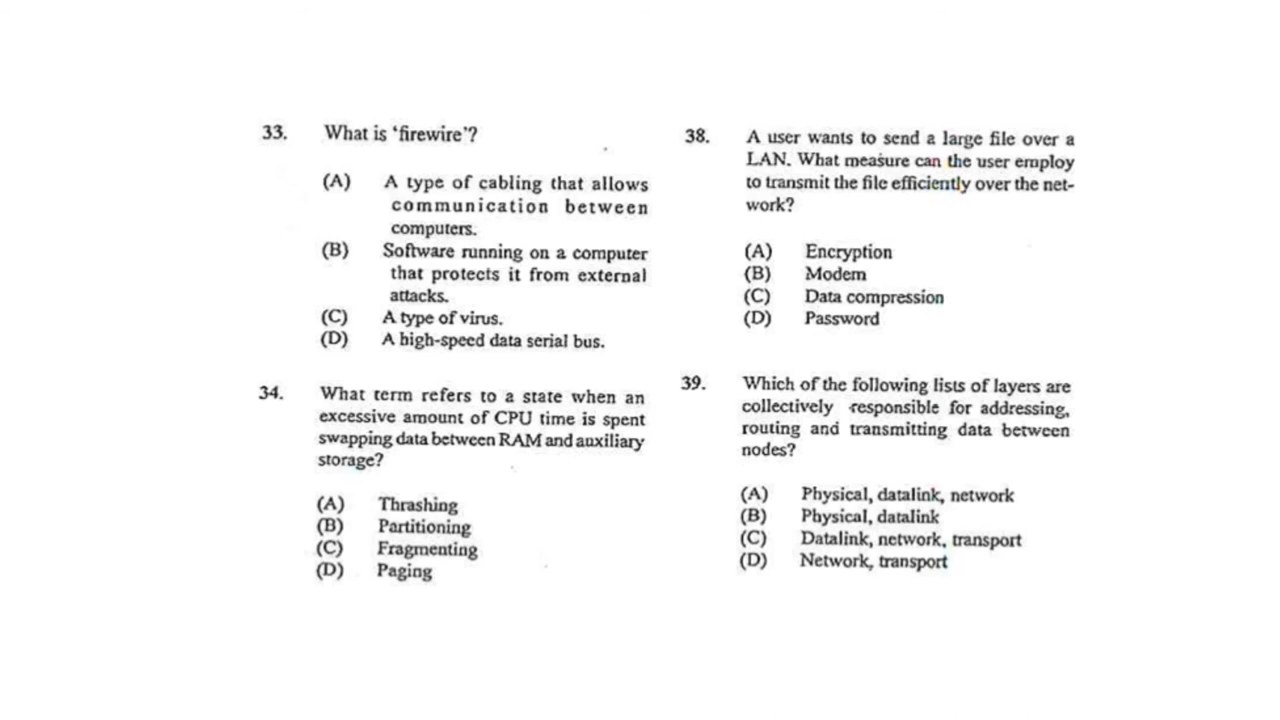 33. What is 'firewire'?
(A) A type of cabling that allows
communication between
computers.
(B) Software running on a computer
that protects it from external
attacks.
(C) A type of virus.
(D) A high-speed data serial bus.
34. What term refers to a state when an
excessive amount of CPU time is spent
swapping data between RAM and auxiliary
storage?
(A) Thrashing
(B) Partitioning
(C) Fragmenting
(D) Paging
38. A user wants to send a large file over a
LAN. What measure can the user employ
to transmit the file efficiently over the net-
work?
(A) Encryption
(B) Modem
(C) Data compression
(D) Password
39. Which of the following lists of layers are
collectively responsible for addressing,
routing and transmitting data between
nodes?
(A) Physical, datalink, network
(B) Physical, datalink
(C) Datalink, network, transport
(D) Network, transport